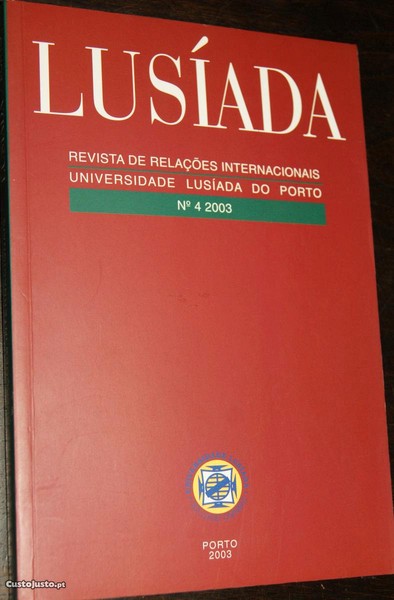 LUSÍADA
REVISTA DE RELAÇÕES INTERNACIONAIS
UNIVERSIDADE LUSÍADA DO PORTO
Nº 4 2003
PORTO
2003
CustoJusto.pt